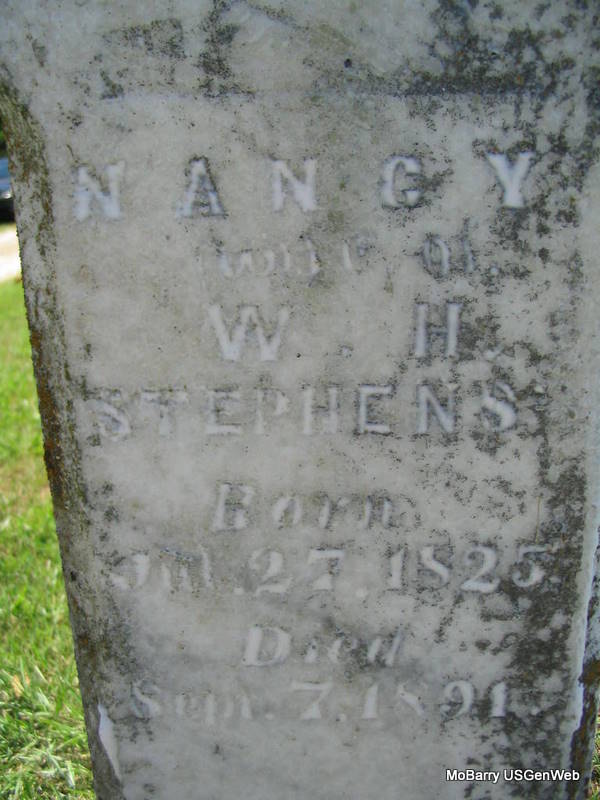 NANCY
wife of
W. H.
STEPHENS
Born
Jul. 27, 1825
Died
Sep. 7, 1891
MoBarry USGenWeb